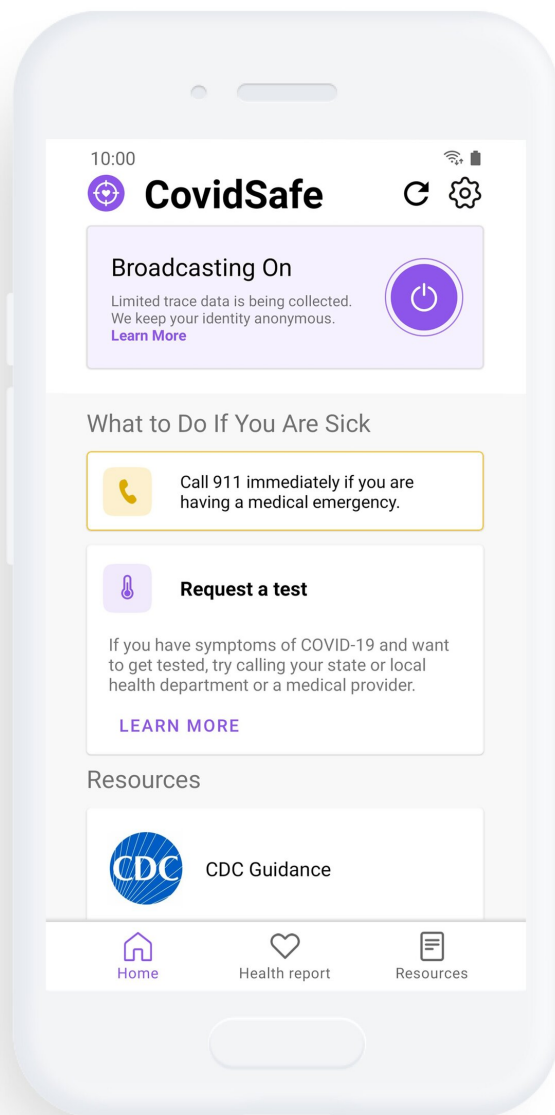 10:00
CovidSafe
Broadcasting On
Limited trace data is being collected.
We keep your identity anonymous.
Learn More
What to Do If You Are Sick
Call 911 immediately if you are
having a medical emergency.
Request a test
If you have symptoms of COVID-19 and want
to get tested, try calling your state or local
health department or a medical provider.
LEARN MORE
Resources
CDC
CDC Guidance
Home
Health report
Resources